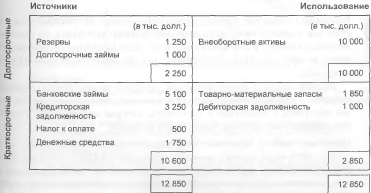 Источники Использование
(в тыс. долл.) (в тыс. долл.)
Долгосрочные
Резервы 1 250 Внеоборотные активы 10 000
Долгосрочные займы 1 000
2 250 10 000
Краткосрочные
Банковские займы 5 100 Товарно-материальные запасы 1 850
Кредиторская 3 250 Дебиторская задолженность 1 000
задолженность
Налог к оплате 500
Денежные средства 1 750
10 600 2 850
12 850 12 850